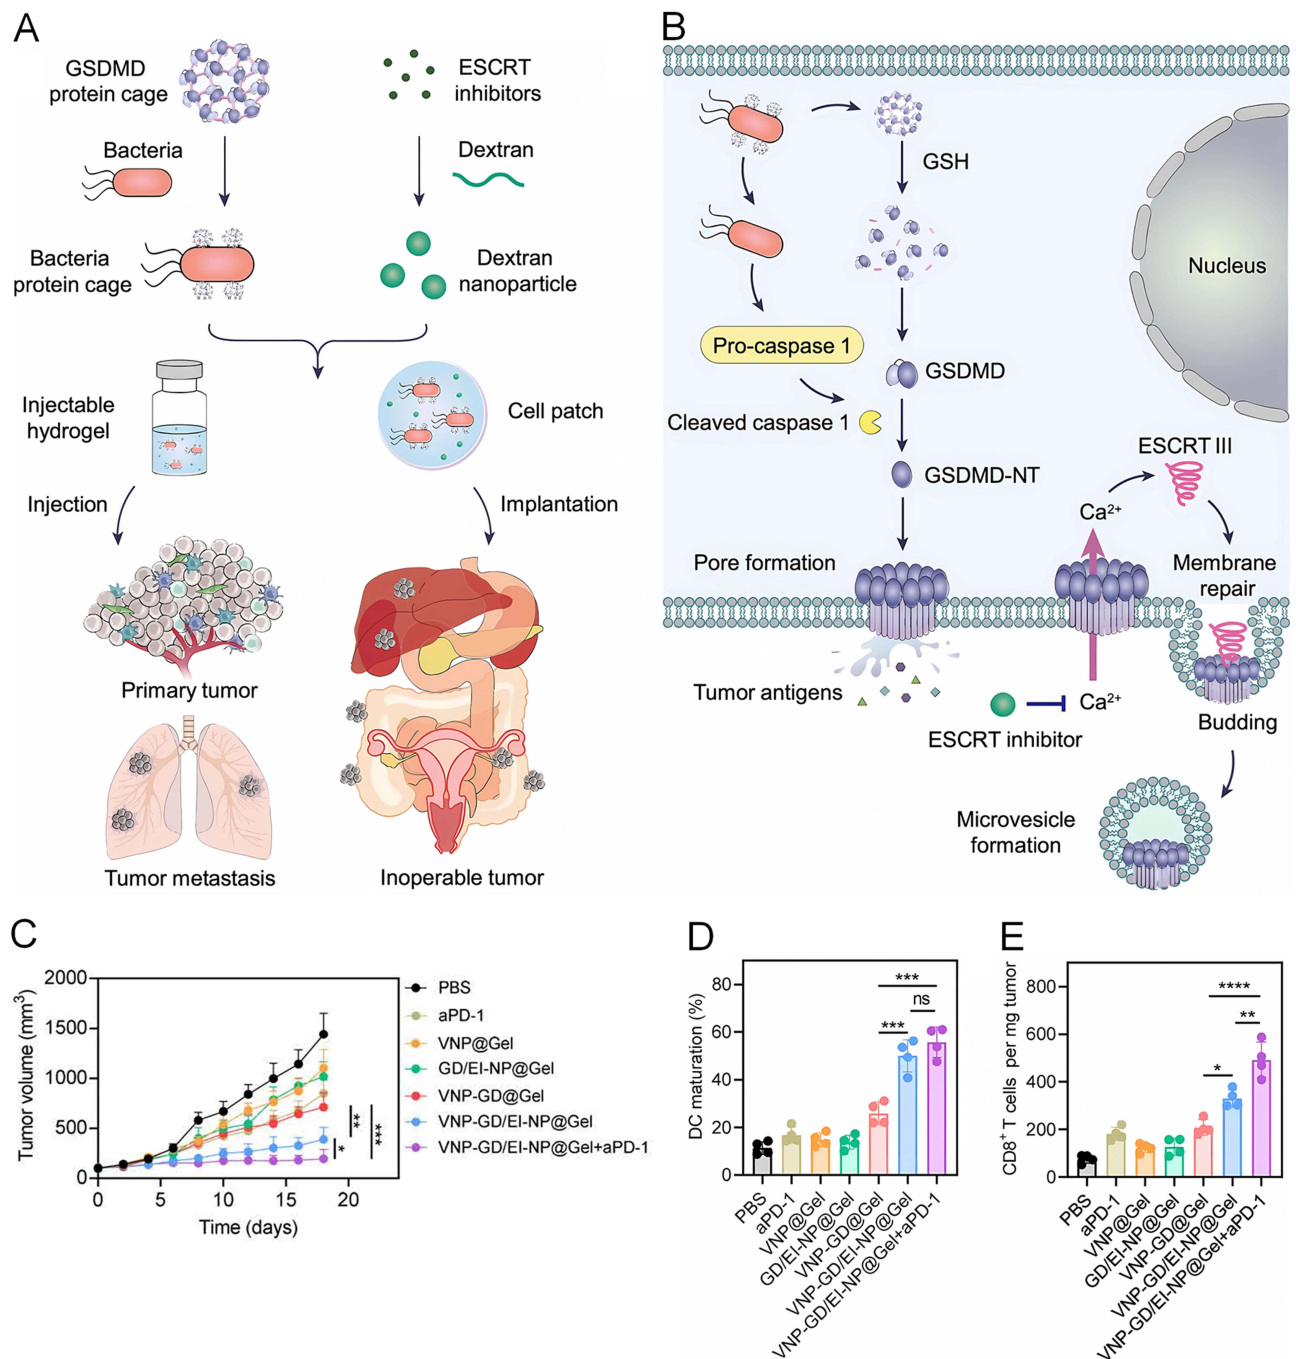 A
GSDMD
protein cage
ESCRT
inhibitors
Bacteria
Dextran
Bacteria
protein cage
Dextran
nanoparticle
Injectable
hydrogel
Cell patch
Injection
Implantation
Primary tumor
Tumor metastasis
Inoperable tumor
B
GSH
Nucleus
Pro-caspase 1
GSDMD
Cleaved caspase 1
GSDMD-NT
ESCRT III
Ca²⁺
Pore formation
Membrane
repair
Tumor antigens
Ca²⁺
ESCRT inhibitor
Budding
Microvesicle
formation
C
Tumor volume (mm³)
2000
1500
1000
500
0
0
5
10
15
20
Time (days)
PBS
aPD-1
VNP@Gel
GD/EI-NP@Gel
VNP-GD@Gel
VNP-GD/EI-NP@Gel
VNP-GD/EI-NP@Gel+aPD-1
*
**
***
D
DC maturation (%)
80
60
40
20
0
***
ns
***
PBS
aPD-1
VNP@Gel
GD/EI-NP@Gel
VNP-GD@Gel
VNP-GD/EI-NP@Gel
VNP-GD/EI-NP@Gel+aPD-1
E
CD8⁺ T cells per mg tumor
800
600
400
200
0
****
**
*
PBS
aPD-1
VNP@Gel
GD/EI-NP@Gel
VNP-GD@Gel
VNP-GD/EI-NP@Gel
VNP-GD/EI-NP@Gel+aPD-1